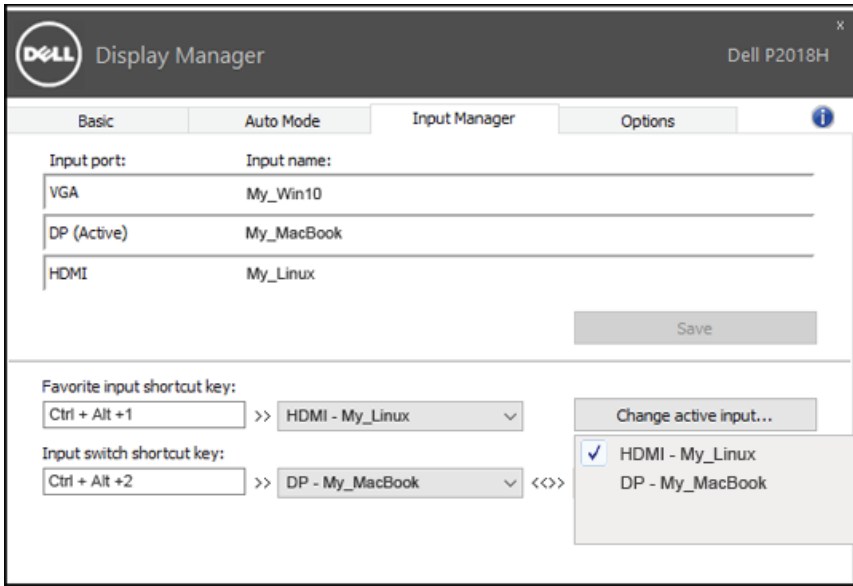 x
DELL Display Manager Dell P2018H
Basic Auto Mode Input Manager Options i
Input port: Input name:
VGA My_Win10
DP (Active) My_MacBook
HDMI My_Linux
Save
Favorite input shortcut key:
Ctrl + Alt +1 >> HDMI - My_Linux Change active input...
Input switch shortcut key: ✓ HDMI - My_Linux
Ctrl + Alt +2 >> DP - My_MacBook <<>> DP - My_MacBook